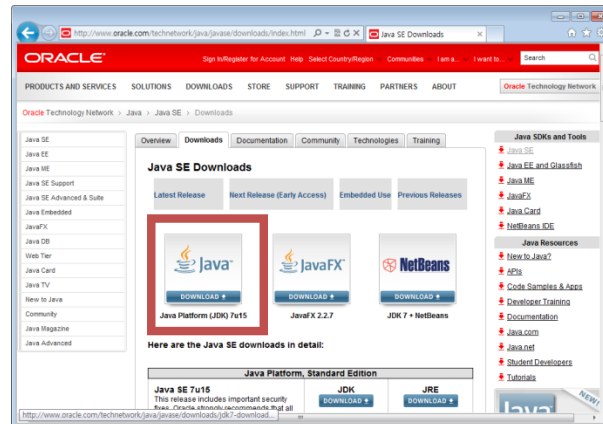 http://www.oracle.com/technetwork/java/javase/downloads/index.html
Java SE Downloads
ORACLE
Sign In/Register for Account Help Select Country/Region Communities I am a... I want to... Search
PRODUCTS AND SERVICES SOLUTIONS DOWNLOADS STORE SUPPORT TRAINING PARTNERS ABOUT Oracle Technology Network
Oracle Technology Network > Java > Java SE > Downloads
Java SE
Java EE
Java ME
Java SE Support
Java SE Advanced & Suite
Java Embedded
JavaFX
Java DB
Web Tier
Java Card
Java TV
New to Java
Community
Java Magazine
Java Advanced
Overview Downloads Documentation Community Technologies Training
Java SE Downloads
Latest Release Next Release (Early Access) Embedded Use Previous Releases
Java JavaFX NetBeans
DOWNLOAD DOWNLOAD DOWNLOAD
Java Platform (JDK) 7u15 JavaFX 2.2.7 JDK 7 + NetBeans
Here are the Java SE downloads in detail:
Java Platform, Standard Edition
Java SE 7u15 JDK JRE
This release includes important security DOWNLOAD DOWNLOAD
fixes. Oracle strongly recommends that all
Java SDKs and Tools
Java SE
Java EE and Glassfish
Java ME
JavaFX
Java Card
NetBeans IDE
Java Resources
New to Java?
APIs
Code Samples & Apps
Developer Training
Documentation
Java.com
Java.net
Student Developers
Tutorials
NEW!
Java
http://www.oracle.com/technetwork/java/javase/downloads/jdk7-download...